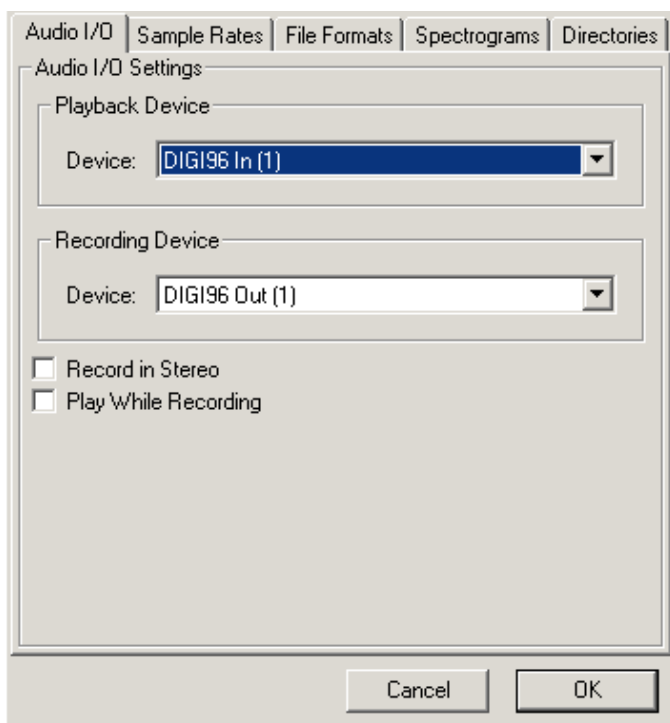 Audio I/O Sample Rates File Formats Spectrograms Directories
Audio I/O Settings
Playback Device
Device: DIGI96 In (1)
Recording Device
Device: DIGI96 Out (1)
Record in Stereo
Play While Recording
Cancel OK